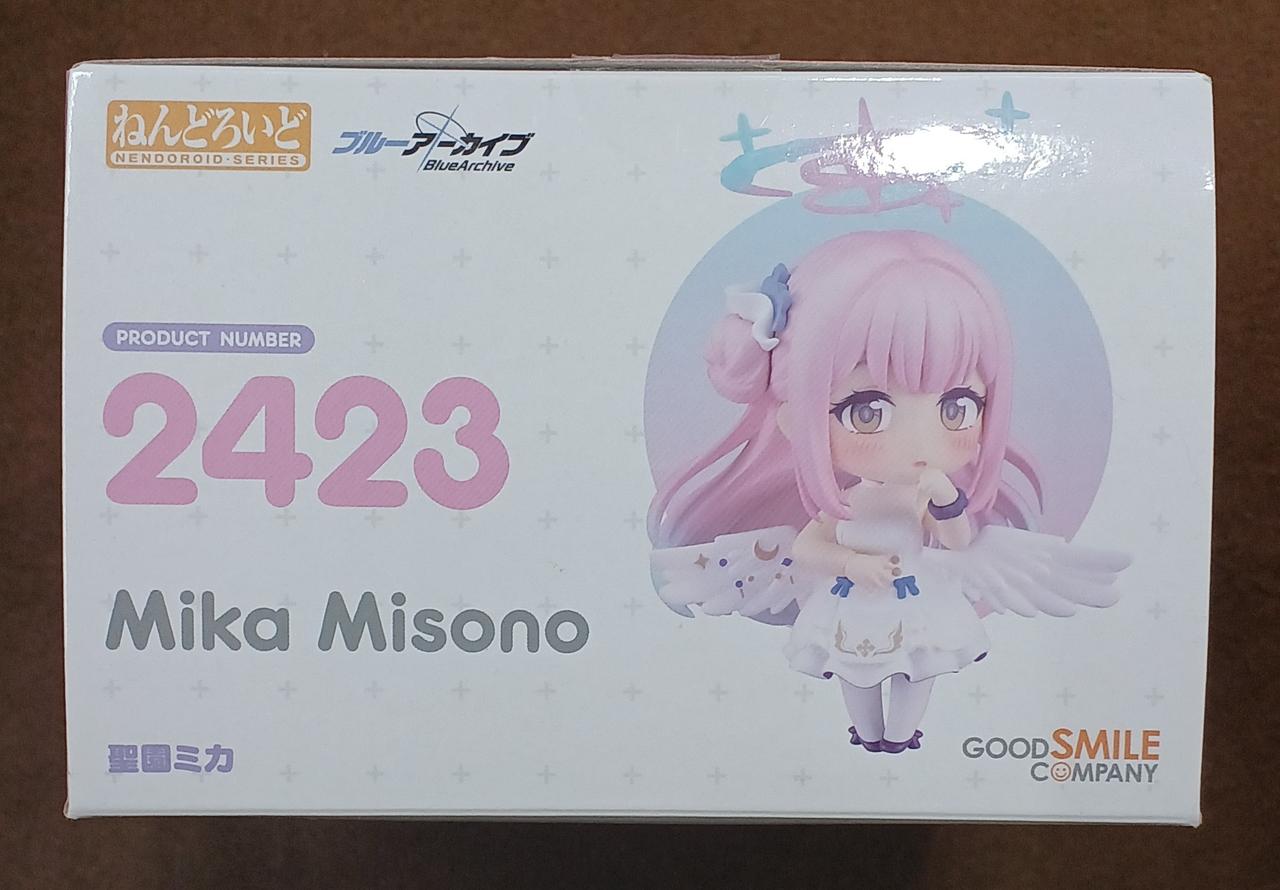 ねんどろいど
NENDOROID·SERIES
ブルーアーカイブ
BlueArchive
PRODUCT NUMBER
2423
Mika Misono
聖園ミカ
GOOD SMILE
COMPANY